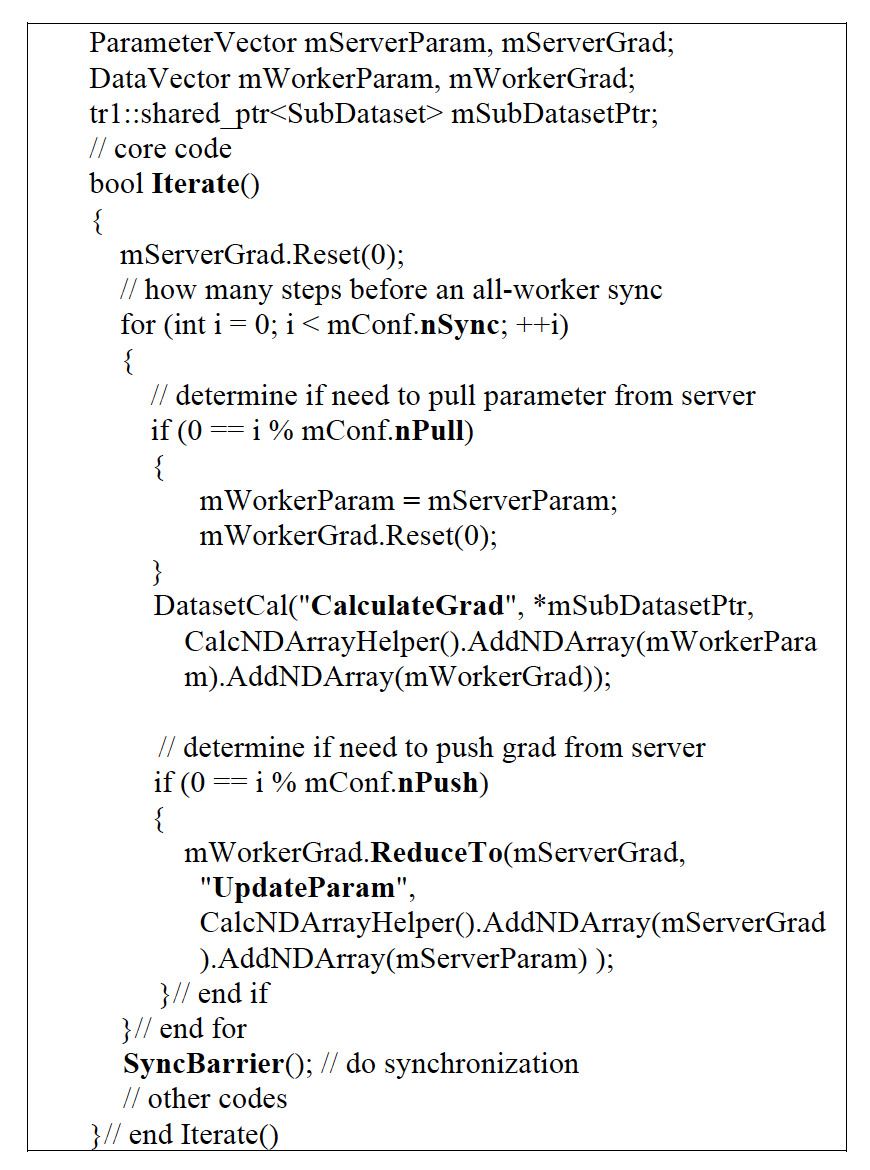 ParameterVector mServerParam, mServerGrad;
DataVector mWorkerParam, mWorkerGrad;
tr1::shared_ptr<SubDataset> mSubDatasetPtr;
// core code
bool Iterate()
{
mServerGrad.Reset(0);
// how many steps before an all-worker sync
for (int i = 0; i < mConf.nSync; ++i)
{
// determine if need to pull parameter from server
if (0 == i % mConf.nPull)
{
mWorkerParam = mServerParam;
mWorkerGrad.Reset(0);
}
DatasetCal("CalculateGrad", *mSubDatasetPtr,
CalcNDArrayHelper().AddNDArray(mWorkerPara
m).AddNDArray(mWorkerGrad));
// determine if need to push grad from server
if (0 == i % mConf.nPush)
{
mWorkerGrad.ReduceTo(mServerGrad,
"UpdateParam",
CalcNDArrayHelper().AddNDArray(mServerGrad
).AddNDArray(mServerParam) );
}// end if
}// end for
SyncBarrier(); // do synchronization
// other codes
}// end Iterate()